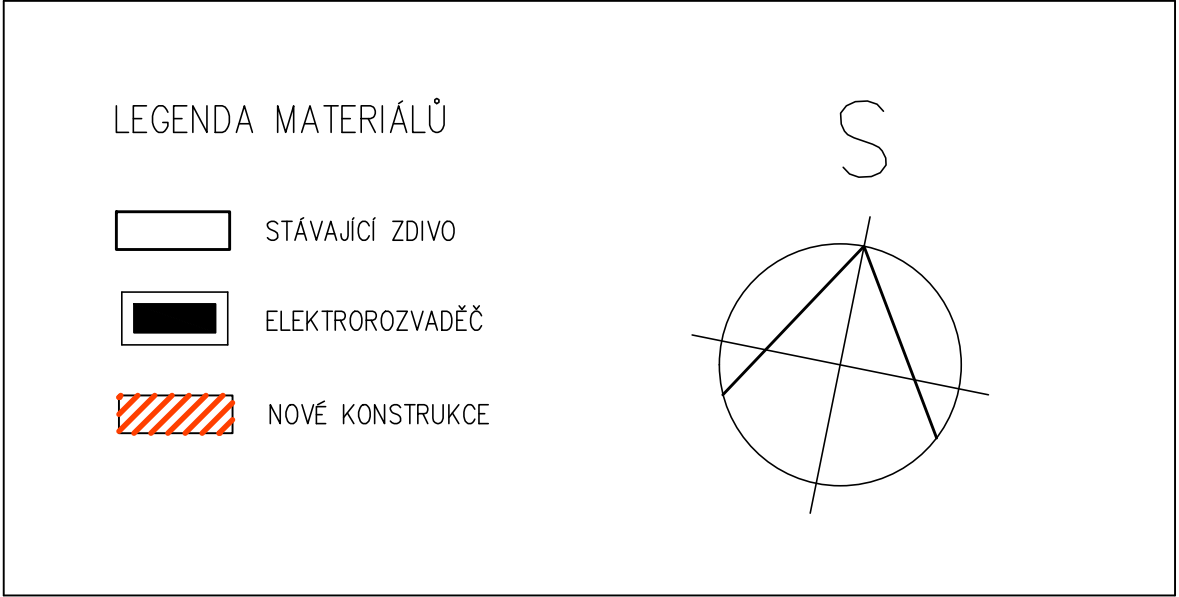 LEGENDA MATERIÁLŮ
S
STÁVAJÍCÍ ZDIVO
ELEKTROROZVADĚČ
NOVÉ KONSTRUKCE